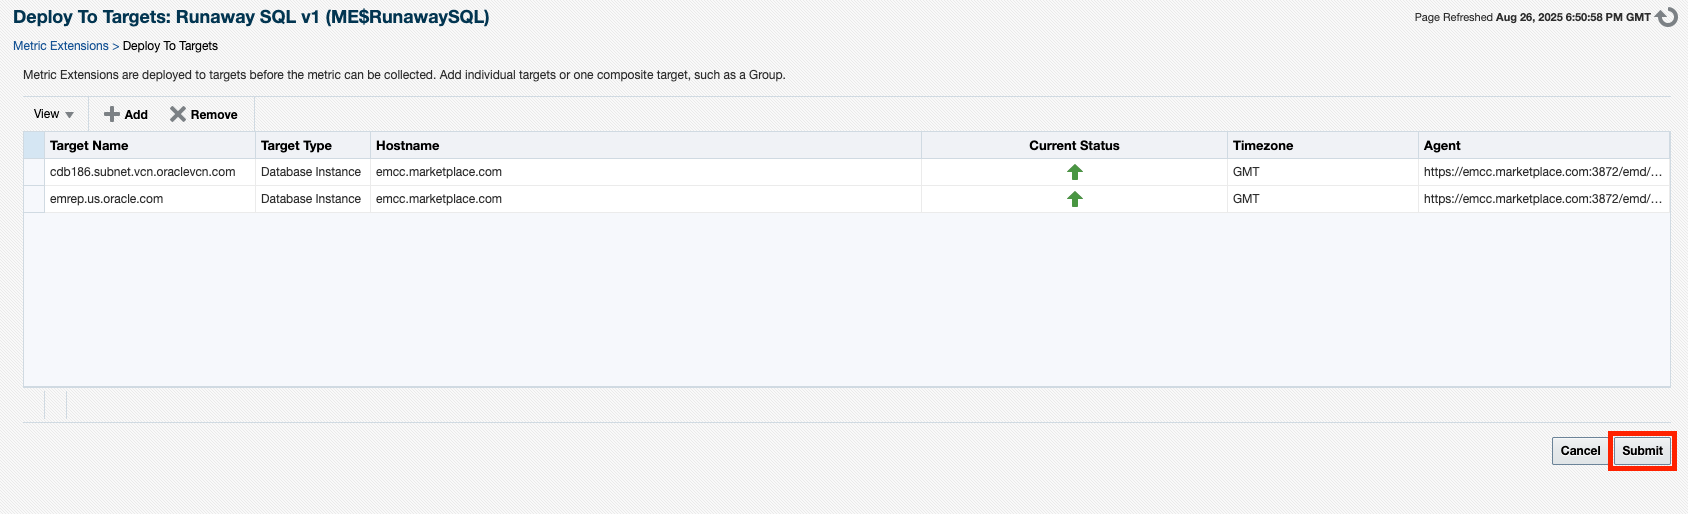 Deploy To Targets: Runaway SQL v1 (ME$RunawaySQL)
Page Refreshed Aug 26, 2025 6:50:58 PM GMT
Metric Extensions > Deploy To Targets
Metric Extensions are deployed to targets before the metric can be collected. Add individual targets or one composite target, such as a Group.
View Add Remove
Target Name Target Type Hostname Current Status Timezone Agent
cdb186.subnet.vcn.oraclevcn.com Database Instance emcc.marketplace.com GMT https://emcc.marketplace.com:3872/emd/...
emrep.us.oracle.com Database Instance emcc.marketplace.com GMT https://emcc.marketplace.com:3872/emd/...
Cancel Submit